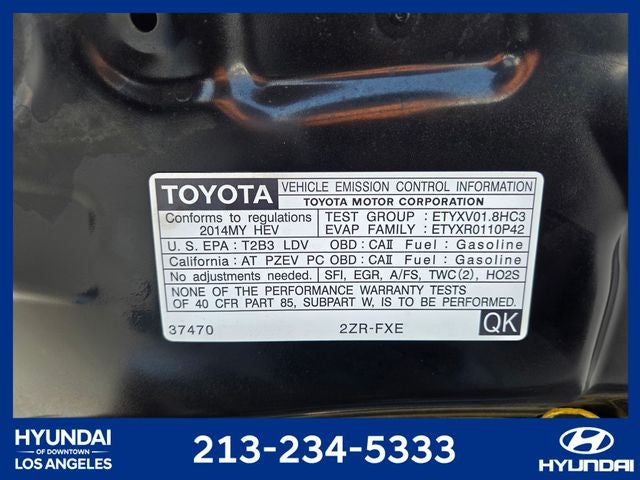 TOYOTA VEHICLE EMISSION CONTROL INFORMATION
TOYOTA MOTOR CORPORATION
Conforms to regulations TEST GROUP : ETYXV01.8HC3
2014MY HEV EVAP FAMILY : ETYXR0110P42
U.S. EPA : T2B3 LDV OBD: CAII Fuel : Gasoline
California: AT PZEV PC OBD: CAII Fuel : Gasoline
No adjustments needed. SFI, EGR, A/FS, TWC(2), HO2S
NONE OF THE PERFORMANCE WARRANTY TESTS
OF 40 CFR PART 85, SUBPART W, IS TO BE PERFORMED.
37470 2ZR-FXE QK
HYUNDAI
OF DOWNTOWN
LOS ANGELES
213-234-5333
HYUNDAI